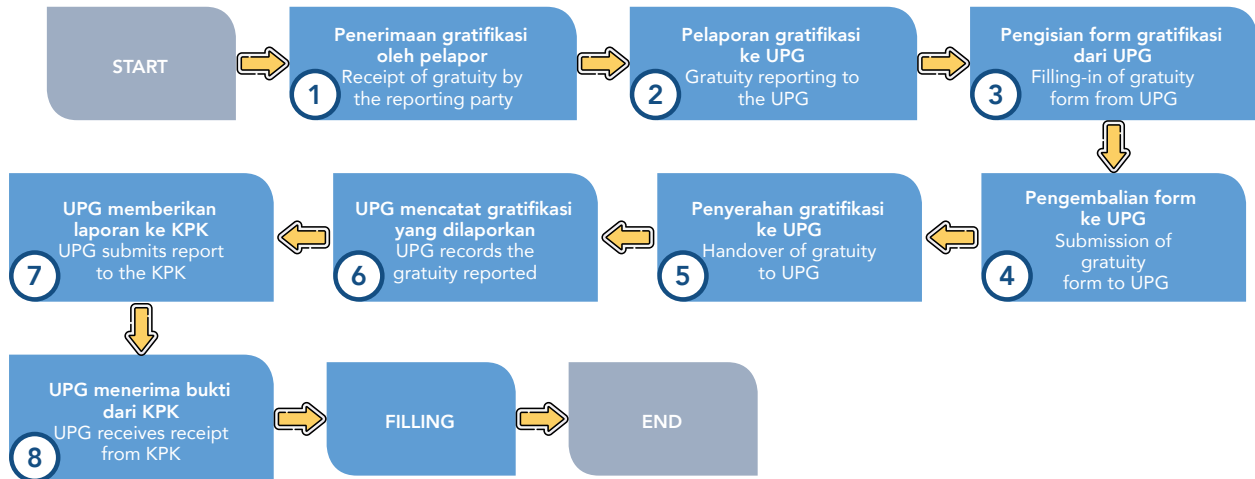 START
Penerimaan gratifikasi
oleh pelapor
Receipt of gratuity by
the reporting party
1
Pelaporan gratifikasi
ke UPG
Gratuity reporting to
the UPG
2
Pengisian form gratifikasi
dari UPG
Filling-in of gratuity
form from UPG
3
Pengembalian form
ke UPG
Submission of
gratuity
form to UPG
4
Penyerahan gratifikasi
ke UPG
Handover of gratuity
to UPG
5
UPG mencatat gratifikasi
yang dilaporkan
UPG records the
gratuity reported
6
UPG memberikan
laporan ke KPK
UPG submits report
to the KPK
7
UPG menerima bukti
dari KPK
UPG receives receipt
from KPK
8
FILLING
END